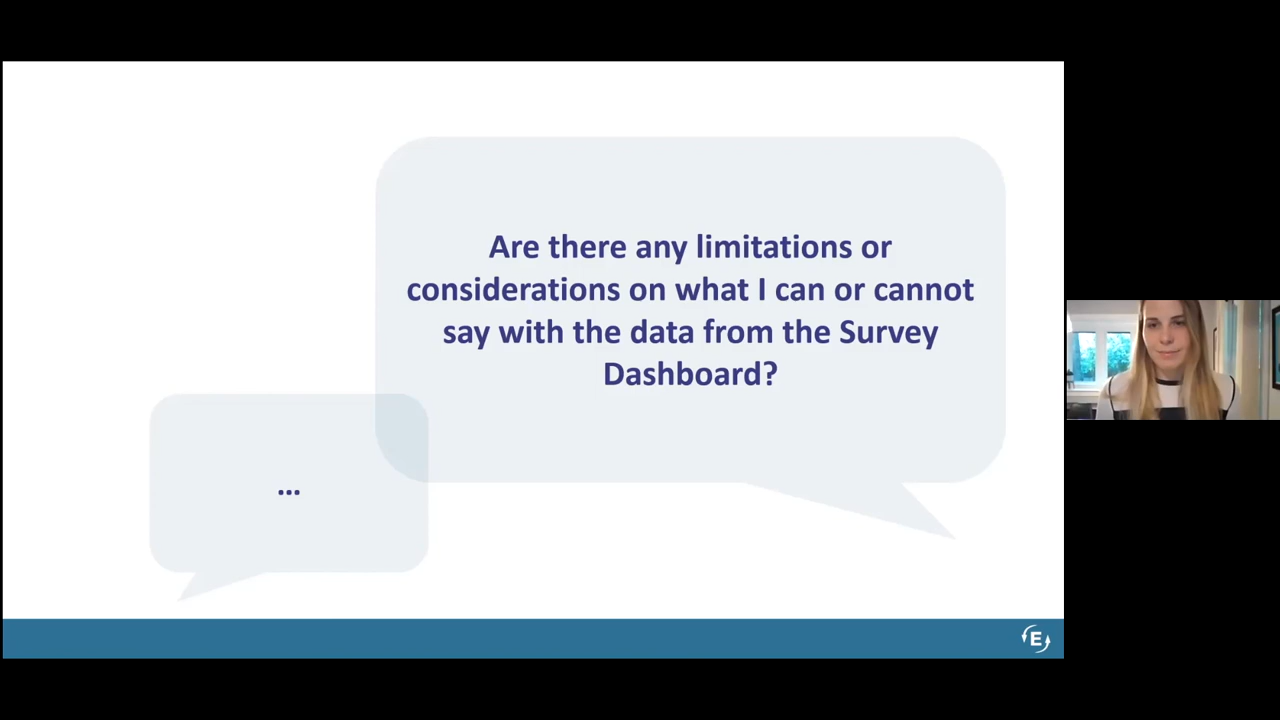 Are there any limitations or
considerations on what I can or cannot
say with the data from the Survey
Dashboard?
...
E